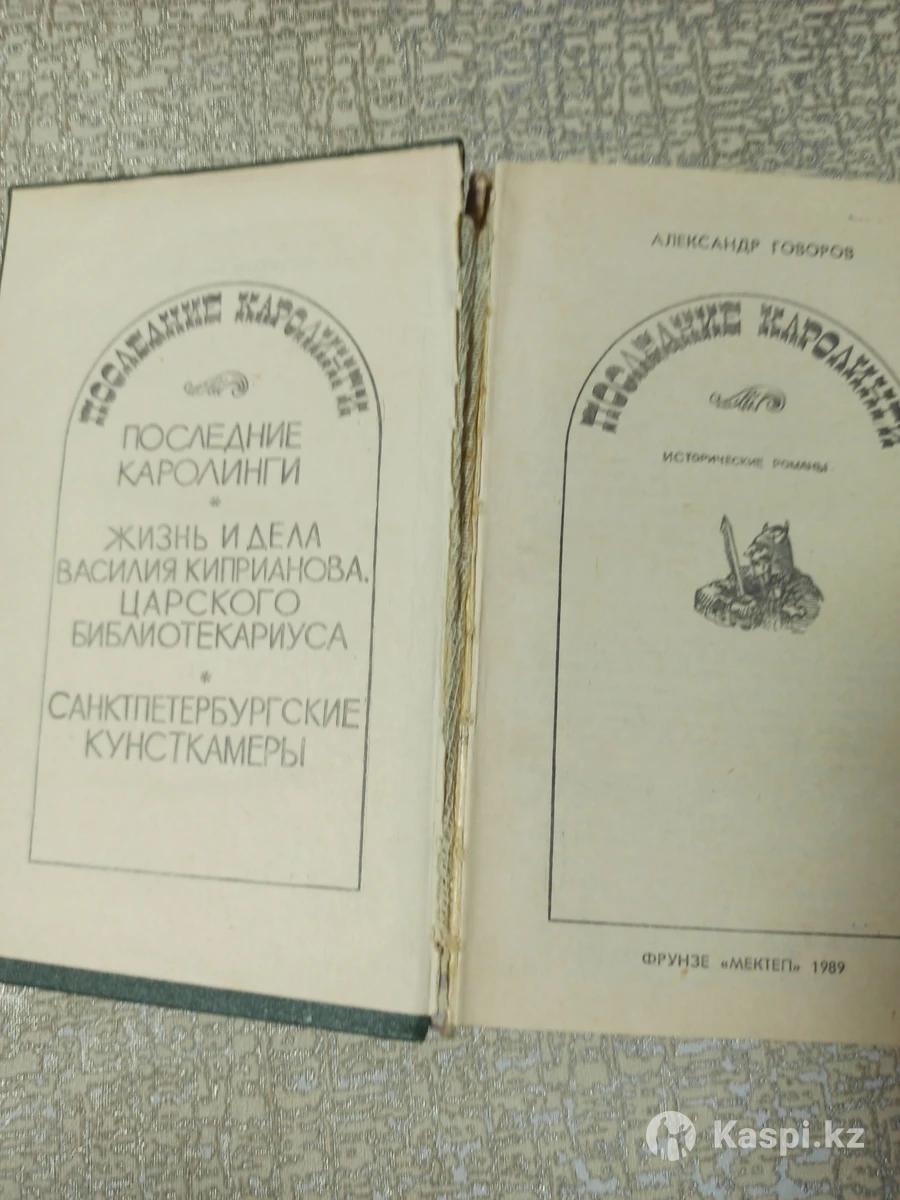 ПОСЛЕДНИЕ КАРОЛИНГИ
ПОСЛЕДНИЕ
КАРОЛИНГИ
*
ЖИЗНЬ И ДЕЛА
ВАСИЛИЯ КИПРИАНОВА,
ЦАРСКОГО
БИБЛИОТЕКАРИУСА
*
САНКТПЕТЕРБУРГСКИЕ
КУНСТКАМЕРЫ
АЛЕКСАНДР ГОВОРОВ
ПОСЛЕДНИЕ КАРОЛИНГИ
ИСТОРИЧЕСКИЕ РОМАНЫ
ФРУНЗЕ «МЕКТЕП» 1989
Kaspi.kz